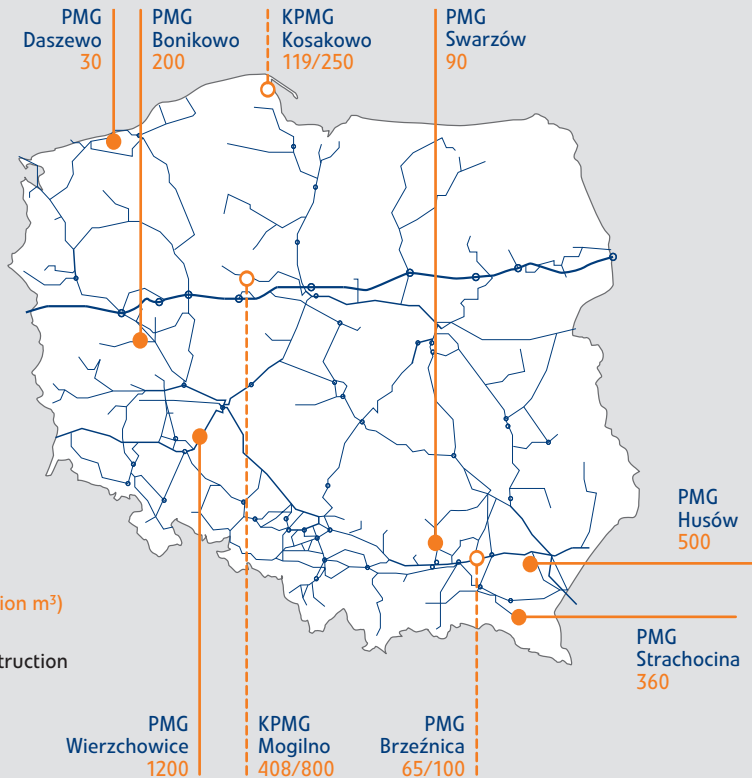 PMG
Daszewo
30
PMG
Bonikowo
200
KPMG
Kosakowo
119/250
PMG
Swarzów
90
PMG
Husów
500
ion m³)
PMG
Strachocina
360
truction
PMG
Wierzchowice
1200
KPMG
Mogilno
408/800
PMG
Brzeźnica
65/100